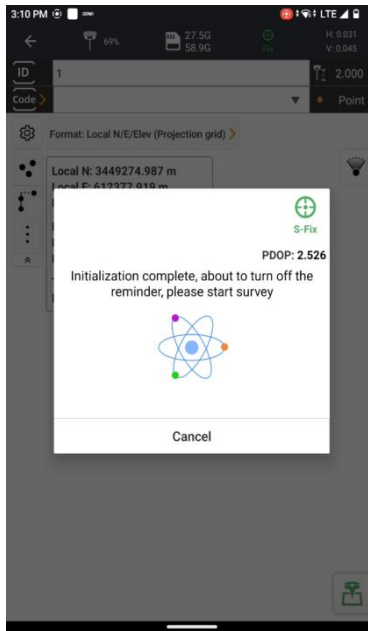 3:10 PM
LTE
69%
27.5G
58.9G
Fix
H: 0.031
V: 0.045
ID
1
2.000
Code
Point
Format: Local N/E/Elev (Projection grid)
Local N: 3449274.987 m
Local E: 612377.919 m
S-Fix
PDOP: 2.526
Initialization complete, about to turn off the
reminder, please start survey
Cancel